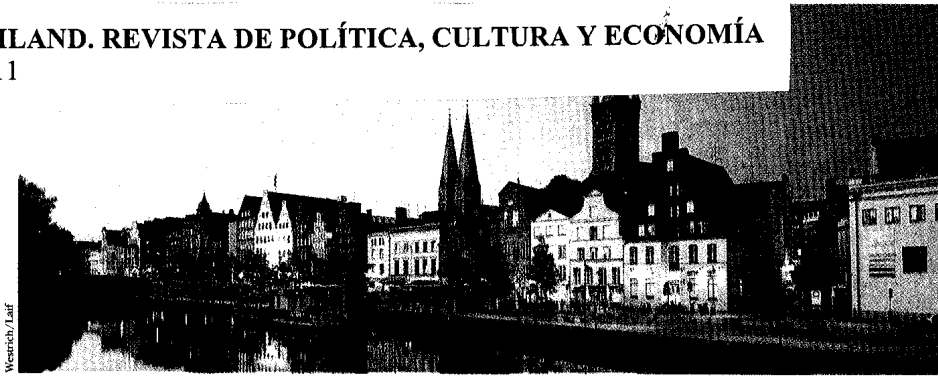 ILAND. REVISTA DE POLÍTICA, CULTURA Y ECONOMÍA
1
Westrich/Laif